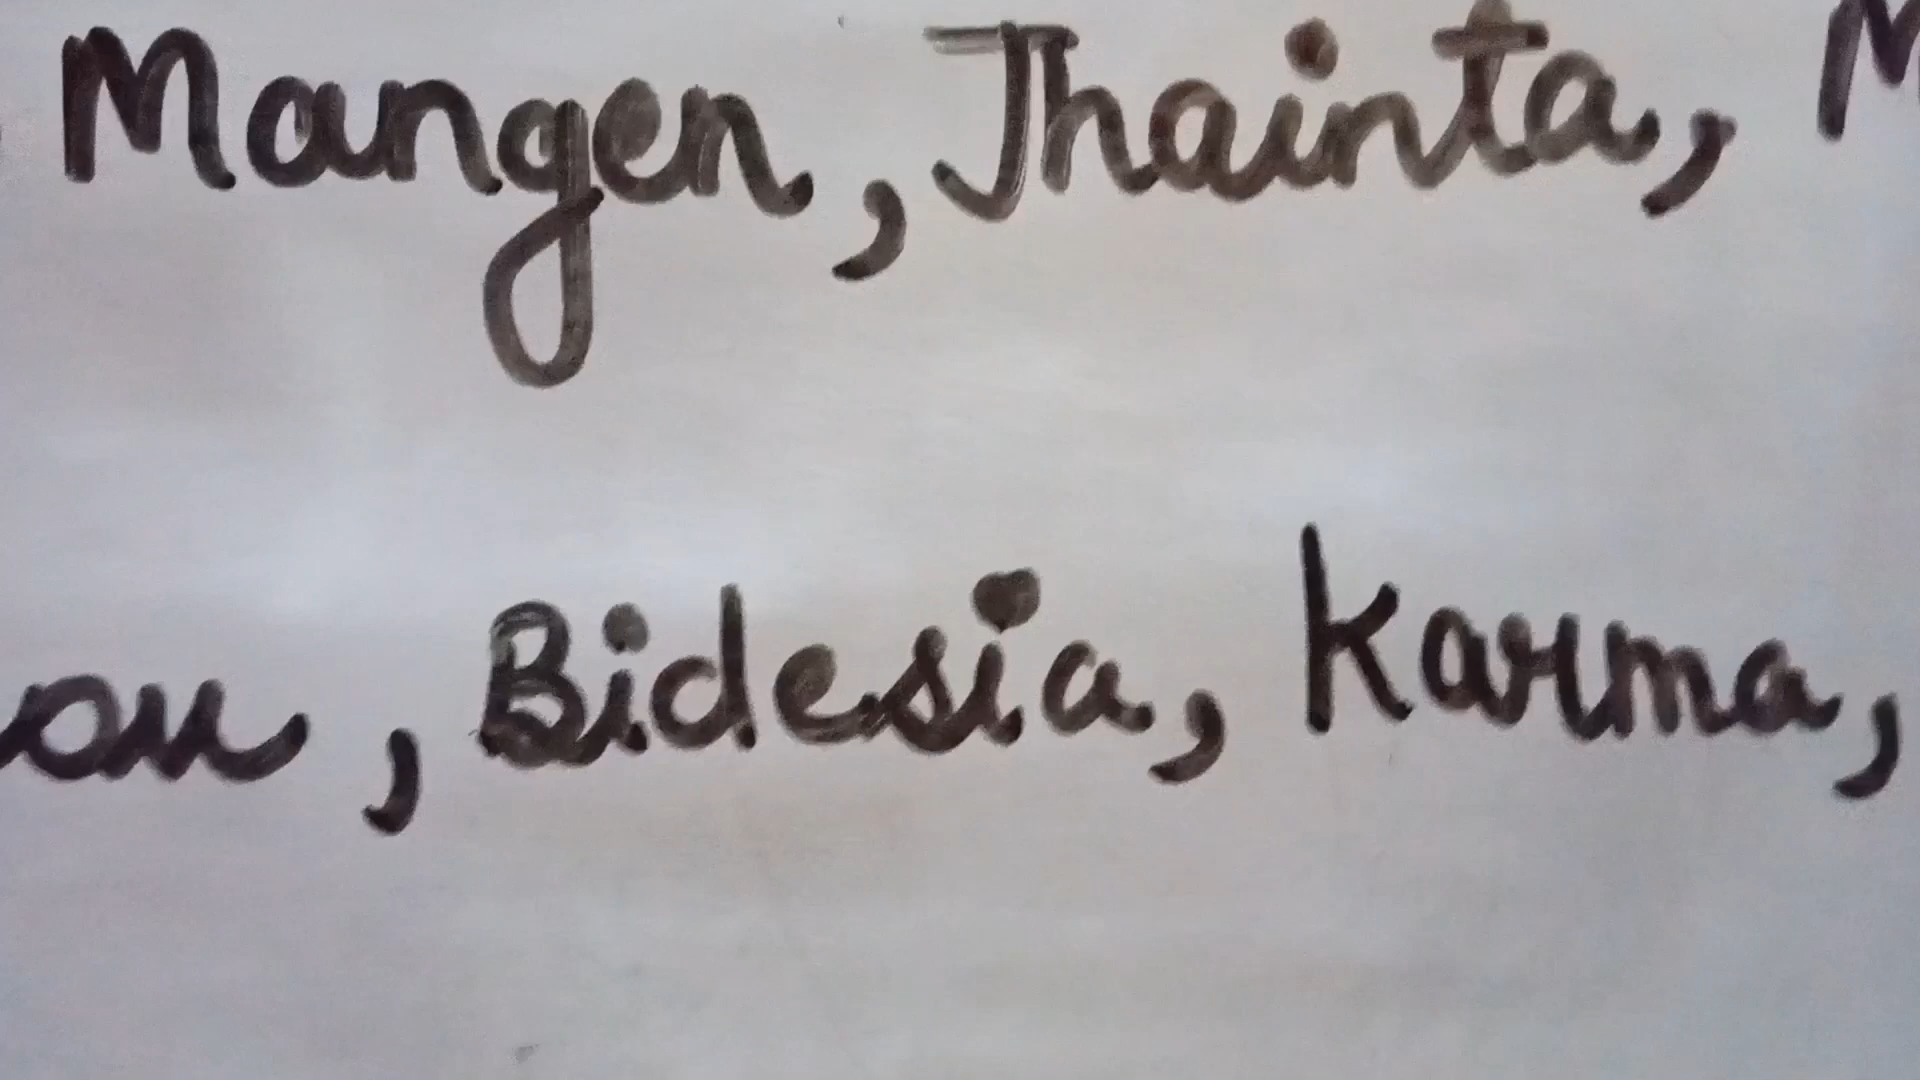 Mangen, Jhainta,
, Bidesia, Karma,